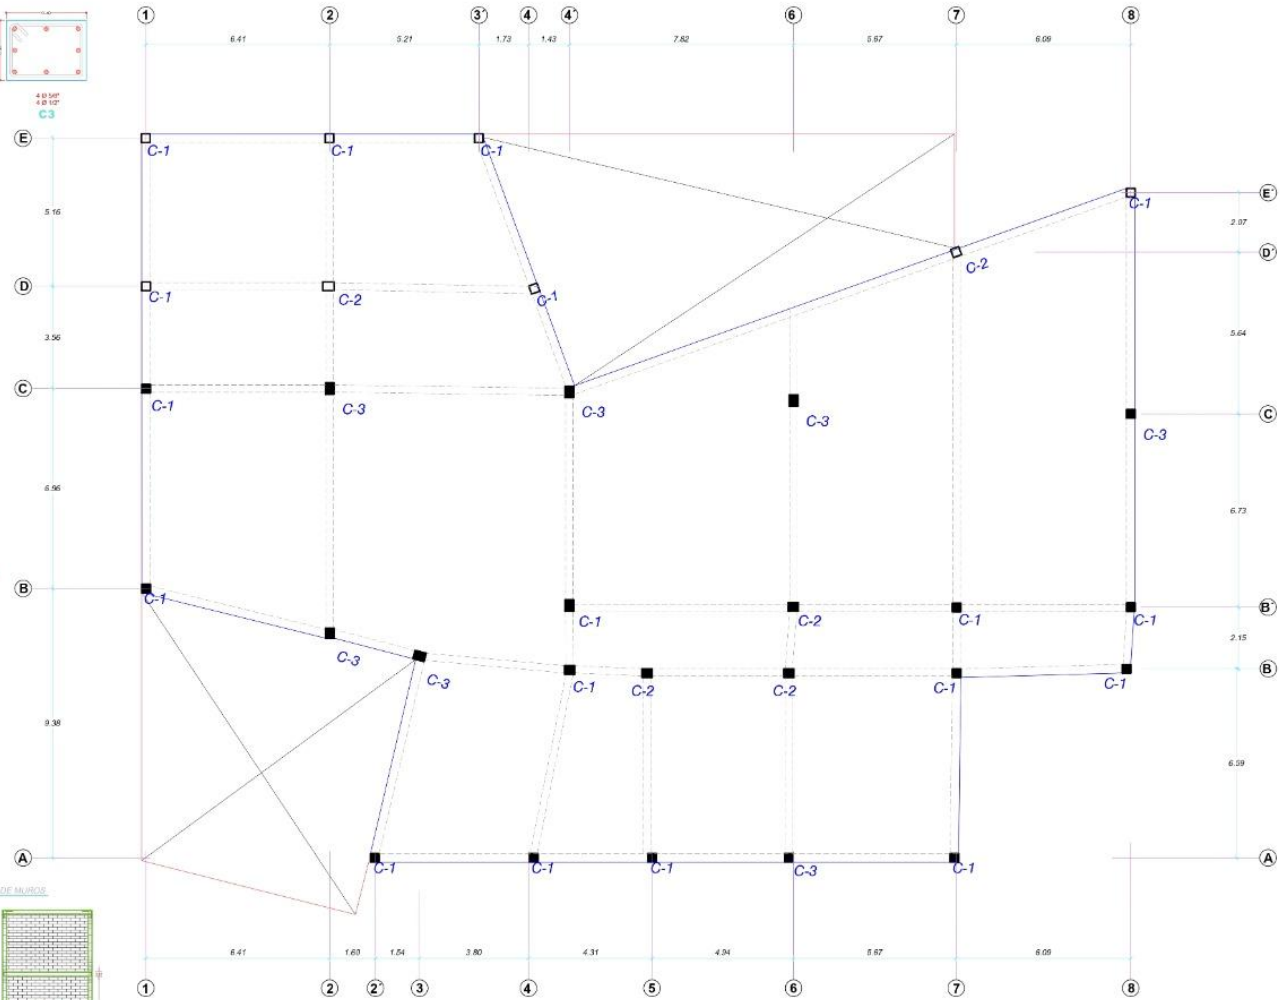 1 2 3' 4 4' 6 7 8
6.41 5.21 1.73 1.43 7.82 5.67 6.09
4 Ø 5/8"
4 Ø 1/2"
C3
E
C-1 C-1 C-1
E'
C-1
5.16
2.07
D'
C-2
D
C-1 C-2 C-1
3.56
5.64
C
C-1 C-3 C-3 C-3
C
C-3
6.96
6.73
B
C-1
B'
C-1 C-2 C-1 C-1
2.15
C-3 C-3
B
C-1 C-2 C-2 C-1 C-1
9.38
6.59
A
C-1 C-1 C-1 C-3 C-1
A
DE MUROS
6.41 1.60 1.54 3.80 4.31 4.94 5.67 6.09
1 2 2' 3 4 5 6 7 8